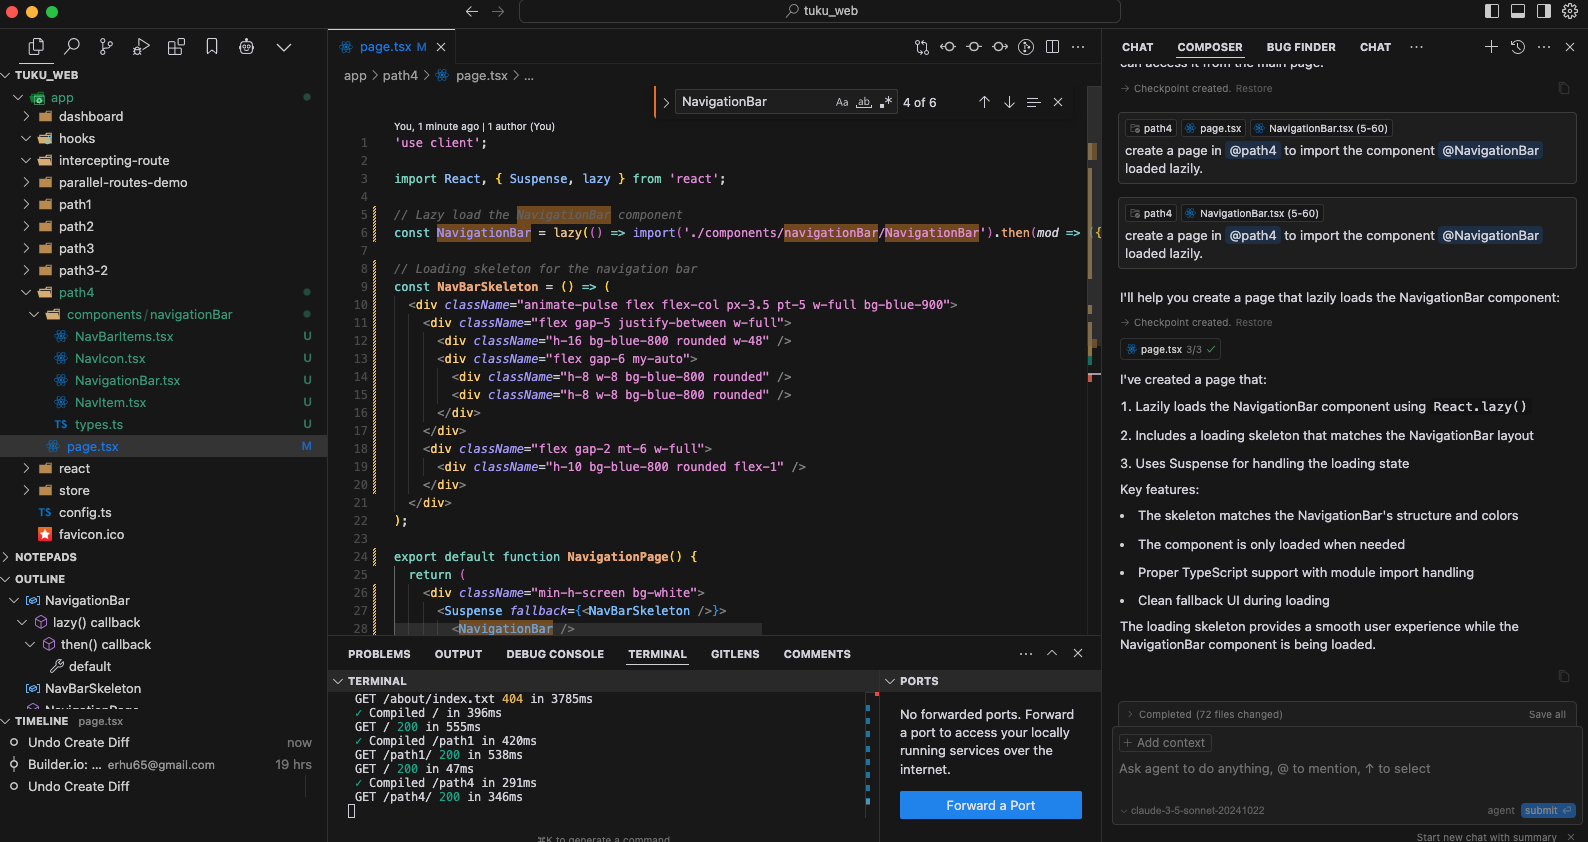 tuku_web
TUKU_WEB
app
dashboard
hooks
intercepting-route
parallel-routes-demo
path1
path2
path3
path3-2
path4
components / navigationBar
NavBarItems.tsx U
NavIcon.tsx U
NavigationBar.tsx U
NavItem.tsx U
TS types.ts U
page.tsx M
react
store
TS config.ts
favicon.ico
NOTEPADS
OUTLINE
NavigationBar
lazy() callback
then() callback
default
NavBarSkeleton
TIMELINE page.tsx
Undo Create Diff now
Builder.io: ... erhu65@gmail.com 19 hrs
Undo Create Diff
page.tsx M
app > path4 > page.tsx > ...
NavigationBar Aa ab .* 4 of 6
You, 1 minute ago | 1 author (You)
1 'use client';
2
3 import React, { Suspense, lazy } from 'react';
4
5 // Lazy load the NavigationBar component
6 const NavigationBar = lazy(() => import('./components/navigationBar/NavigationBar').then(mod => ({
7
8 // Loading skeleton for the navigation bar
9 const NavBarSkeleton = () => (
10 <div className="animate-pulse flex flex-col px-3.5 pt-5 w-full bg-blue-900">
11 <div className="flex gap-5 justify-between w-full">
12 <div className="h-16 bg-blue-800 rounded w-48" />
13 <div className="flex gap-6 my-auto">
14 <div className="h-8 w-8 bg-blue-800 rounded" />
15 <div className="h-8 w-8 bg-blue-800 rounded" />
16 </div>
17 </div>
18 <div className="flex gap-2 mt-6 w-full">
19 <div className="h-10 bg-blue-800 rounded flex-1" />
20 </div>
21 </div>
22 );
23
24 export default function NavigationPage() {
25 return (
26 <div className="min-h-screen bg-white">
27 <Suspense fallback={<NavBarSkeleton />}>
28 <NavigationBar />
PROBLEMS OUTPUT DEBUG CONSOLE TERMINAL GITLENS COMMENTS
TERMINAL
GET /about/index.txt 404 in 3785ms
✓ Compiled / in 396ms
GET / 200 in 555ms
✓ Compiled /path1 in 420ms
GET /path1/ 200 in 538ms
GET / 200 in 47ms
✓ Compiled /path4 in 291ms
GET /path4/ 200 in 346ms
⌘K to generate a command
PORTS
No forwarded ports. Forward
a port to access your locally
running services over the
internet.
Forward a Port
CHAT COMPOSER BUG FINDER CHAT
can access it from the main page.
Checkpoint created. Restore
path4 page.tsx NavigationBar.tsx (5-60)
create a page in @path4 to import the component @NavigationBar
loaded lazily.
path4 NavigationBar.tsx (5-60)
create a page in @path4 to import the component @NavigationBar
loaded lazily.
I'll help you create a page that lazily loads the NavigationBar component:
Checkpoint created. Restore
page.tsx 3/3 ✓
I've created a page that:
1. Lazily loads the NavigationBar component using React.lazy()
2. Includes a loading skeleton that matches the NavigationBar layout
3. Uses Suspense for handling the loading state
Key features:
• The skeleton matches the NavigationBar's structure and colors
• The component is only loaded when needed
• Proper TypeScript support with module import handling
• Clean fallback UI during loading
The loading skeleton provides a smooth user experience while the
NavigationBar component is being loaded.
Completed (72 files changed) Save all
+ Add context
Ask agent to do anything, @ to mention, ↑ to select
claude-3-5-sonnet-20241022 agent submit
Start new chat with summary ×